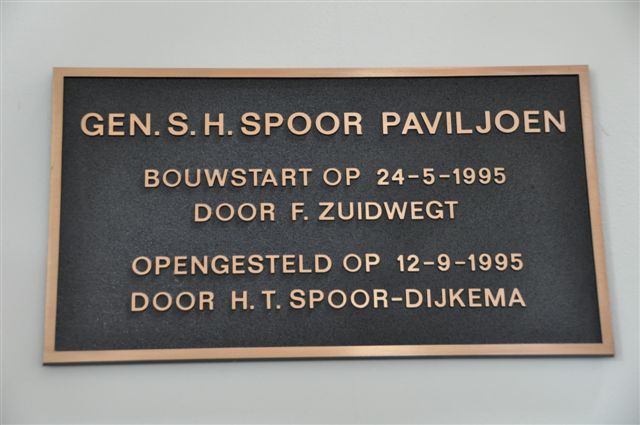 GEN. S. H. SPOOR PAVILJOEN
BOUWSTART OP 24-5-1995
DOOR F. ZUIDWEGT
OPENGESTELD OP 12-9-1995
DOOR H. T. SPOOR-DIJKEMA